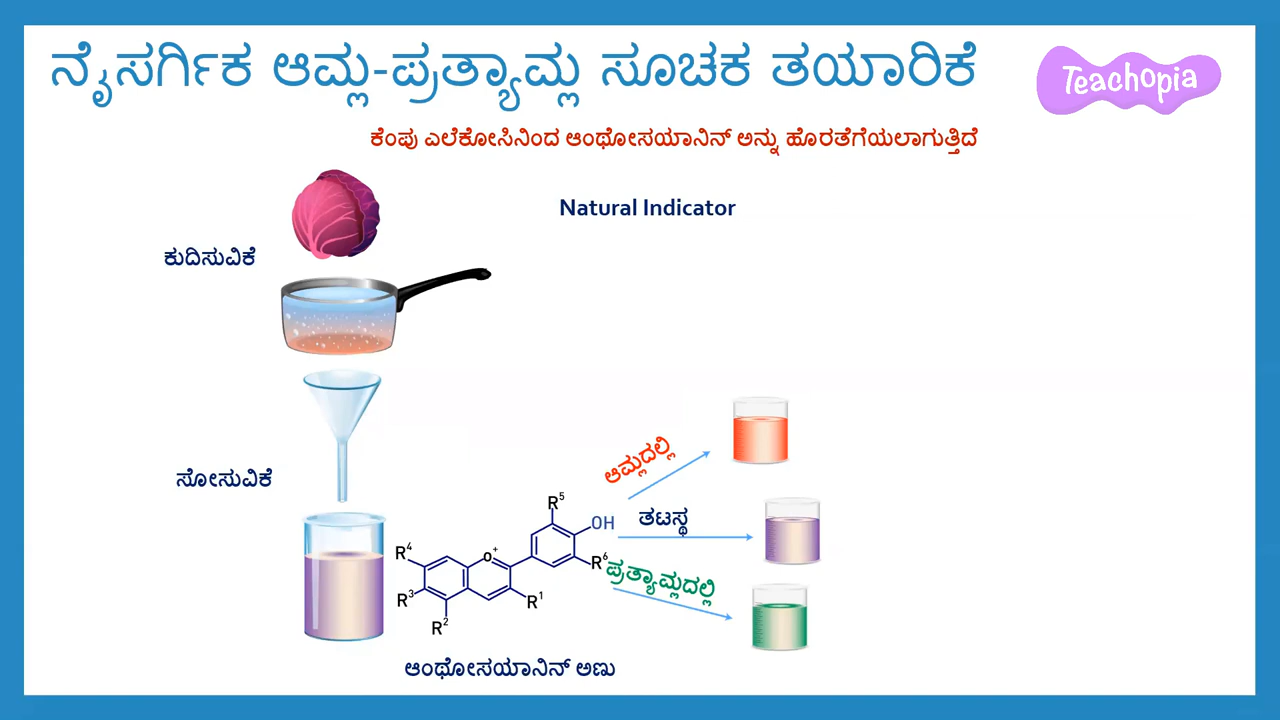 ನೈಸರ್ಗಿಕ ಆಮ್ಲ-ಪ್ರತ್ಯಾಮ್ಲ ಸೂಚಕ ತಯಾರಿಕೆ
Teachopia
ಕೆಂಪು ಎಲೆಕೋಸಿನಿಂದ ಆಂಥೋಸಯಾನಿನ್ ಅನ್ನು ಹೊರತೆಗೆಯಲಾಗುತ್ತಿದೆ
Natural Indicator
ಕುದಿಸುವಿಕೆ
ಆಮ್ಲದಲ್ಲಿ
ಸೋಸುವಿಕೆ
R⁵
OH
ತಟಸ್ಥ
R⁴
O⁺
R⁶
ಪ್ರತ್ಯಾಮ್ಲದಲ್ಲಿ
R³
R¹
R²
ಆಂಥೋಸಯಾನಿನ್ ಅಣು